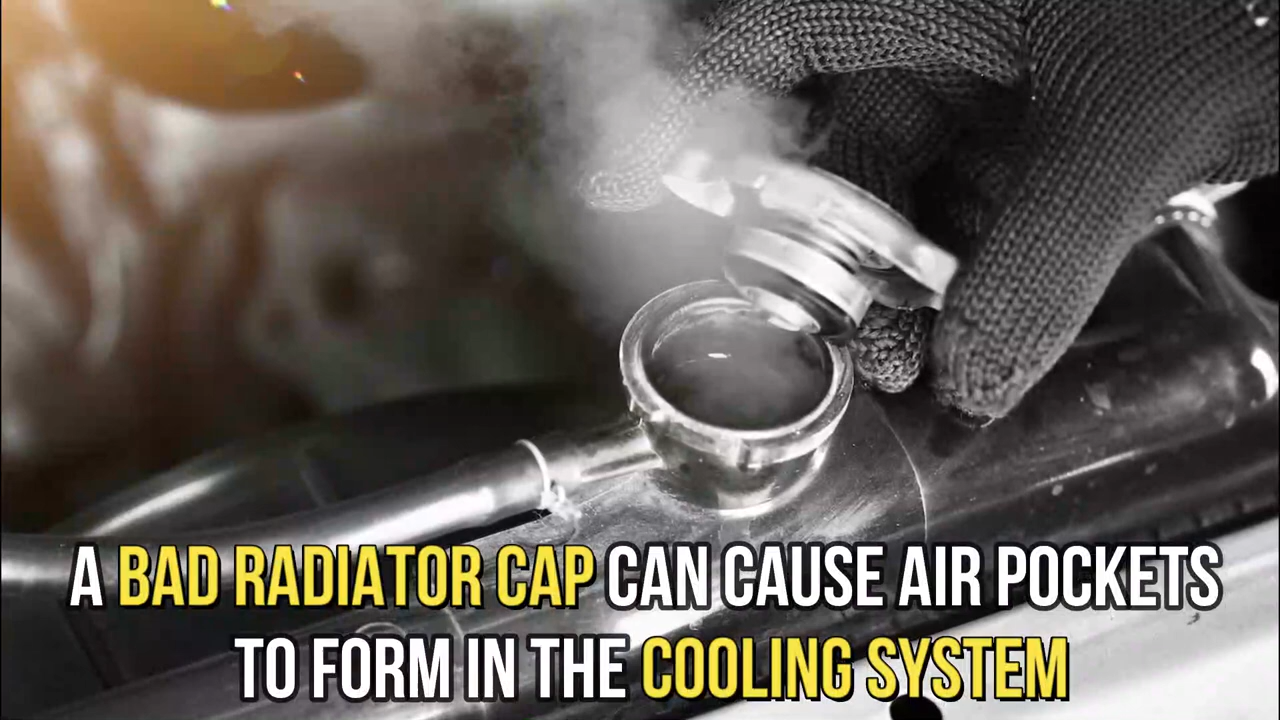 A BAD RADIATOR CAP CAN CAUSE AIR POCKETS
TO FORM IN THE COOLING SYSTEM